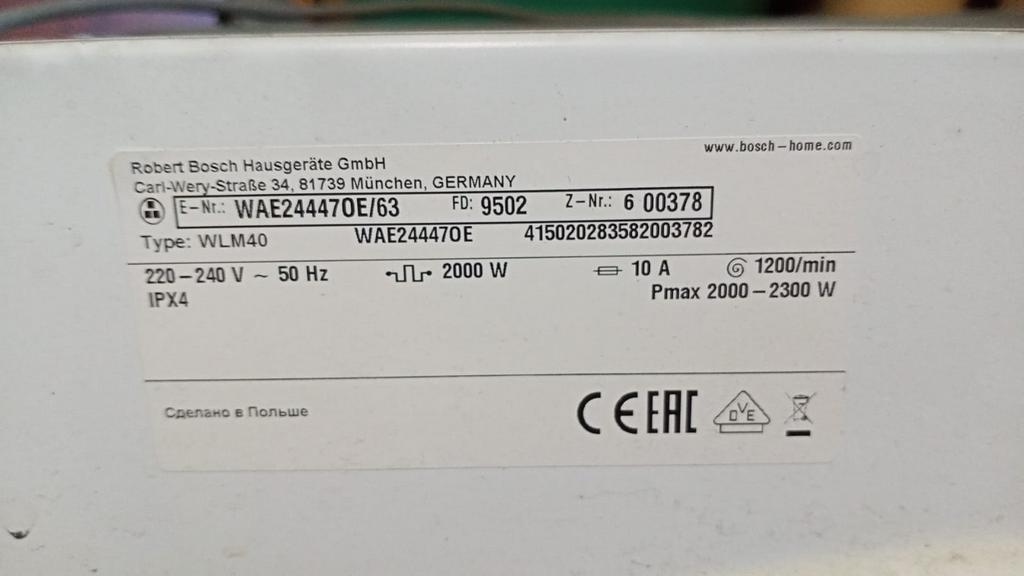 www.bosch-home.com
Robert Bosch Hausgeräte GmbH
Carl-Wery-Straße 34, 81739 München, GERMANY
E-Nr.: WAE24447OE/63 FD: 9502 Z-Nr.: 6 00378
Type: WLM40 WAE24447OE 415020283582003782
220-240 V ~ 50 Hz 2000 W 10 A 1200/min
IPX4 Pmax 2000-2300 W
Сделано в Польше
CE EAC DVE